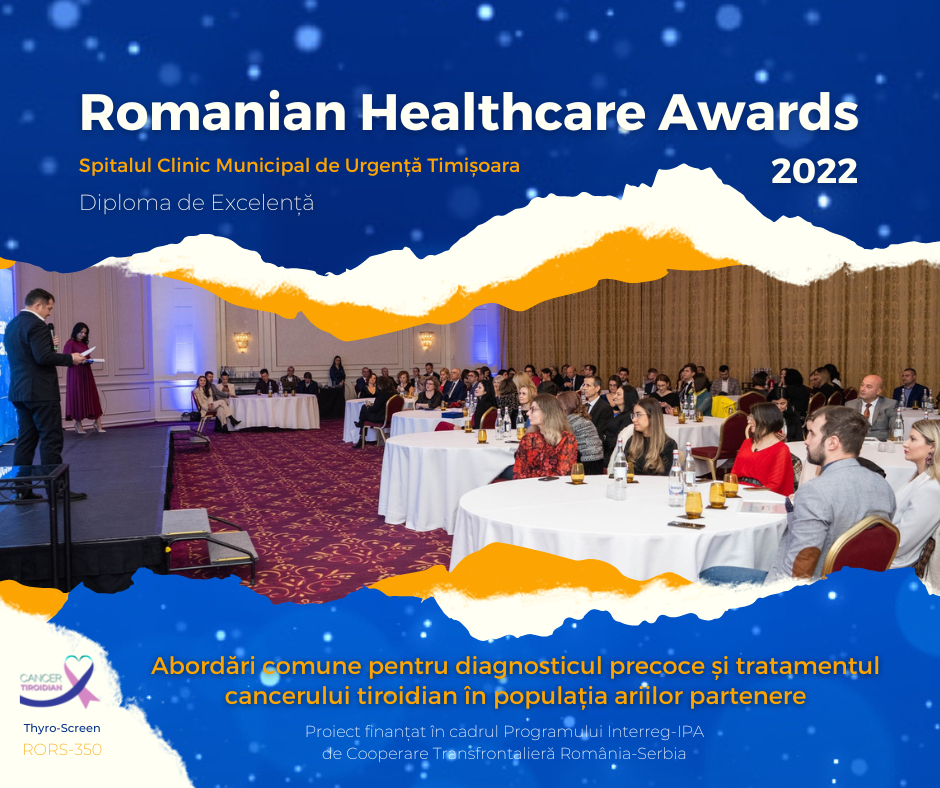 Romanian Healthcare Awards
Spitalul Clinic Municipal de Urgență Timișoara
2022
Diploma de Excelență
Abordări comune pentru diagnosticul precoce și tratamentul
cancerului tiroidian în populația ariilor partenere
CANCER
TIROIDIAN
Thyro-Screen
RORS-350
Proiect finanțat în cadrul Programului Interreg-IPA
de Cooperare Transfrontalieră România-Serbia